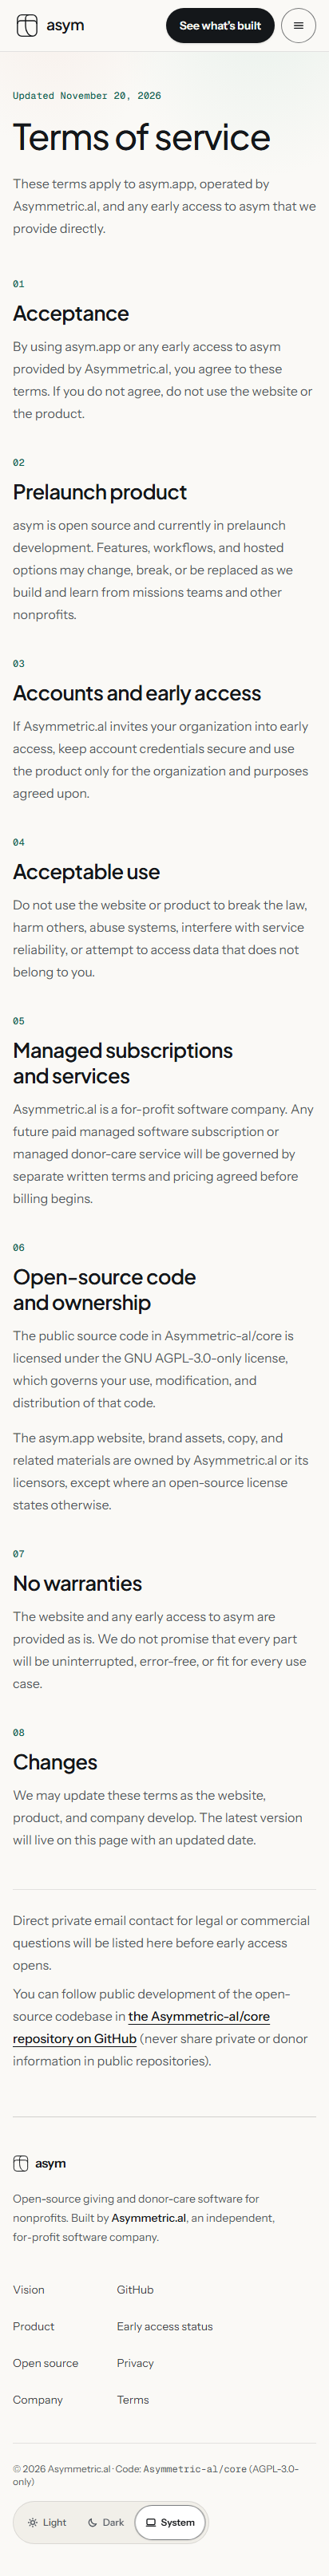 asym
See what's built
Updated November 20, 2026
Terms of service
These terms apply to asym.app, operated by
Asymmetric.al, and any early access to asym that we
provide directly.
01
Acceptance
By using asym.app or any early access to asym
provided by Asymmetric.al, you agree to these
terms. If you do not agree, do not use the website or
the product.
02
Prelaunch product
asym is open source and currently in prelaunch
development. Features, workflows, and hosted
options may change, break, or be replaced as we
build and learn from missions teams and other
nonprofits.
03
Accounts and early access
If Asymmetric.al invites your organization into early
access, keep account credentials secure and use
the product only for the organization and purposes
agreed upon.
04
Acceptable use
Do not use the website or product to break the law,
harm others, abuse systems, interfere with service
reliability, or attempt to access data that does not
belong to you.
05
Managed subscriptions
and services
Asymmetric.al is a for-profit software company. Any
future paid managed software subscription or
managed donor-care service will be governed by
separate written terms and pricing agreed before
billing begins.
06
Open-source code
and ownership
The public source code in Asymmetric-al/core is
licensed under the GNU AGPL-3.0-only license,
which governs your use, modification, and
distribution of that code.
The asym.app website, brand assets, copy, and
related materials are owned by Asymmetric.al or its
licensors, except where an open-source license
states otherwise.
07
No warranties
The website and any early access to asym are
provided as is. We do not promise that every part
will be uninterrupted, error-free, or fit for every use
case.
08
Changes
We may update these terms as the website,
product, and company develop. The latest version
will live on this page with an updated date.
Direct private email contact for legal or commercial
questions will be listed here before early access
opens.
You can follow public development of the open-
source codebase in the Asymmetric-al/core
repository on GitHub (never share private or donor
information in public repositories).
asym
Open-source giving and donor-care software for
nonprofits. Built by Asymmetric.al, an independent,
for-profit software company.
Vision GitHub
Product Early access status
Open source Privacy
Company Terms
© 2026 Asymmetric.al · Code: Asymmetric-al/core (AGPL-3.0-
only)
Light Dark System